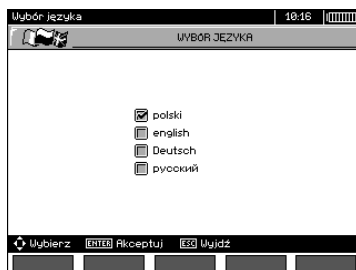 Wybór języka 10:16
WYBÓR JĘZYKA
polski
english
Deutsch
русский
Wybierz ENTER Akceptuj ESC Wyjdź